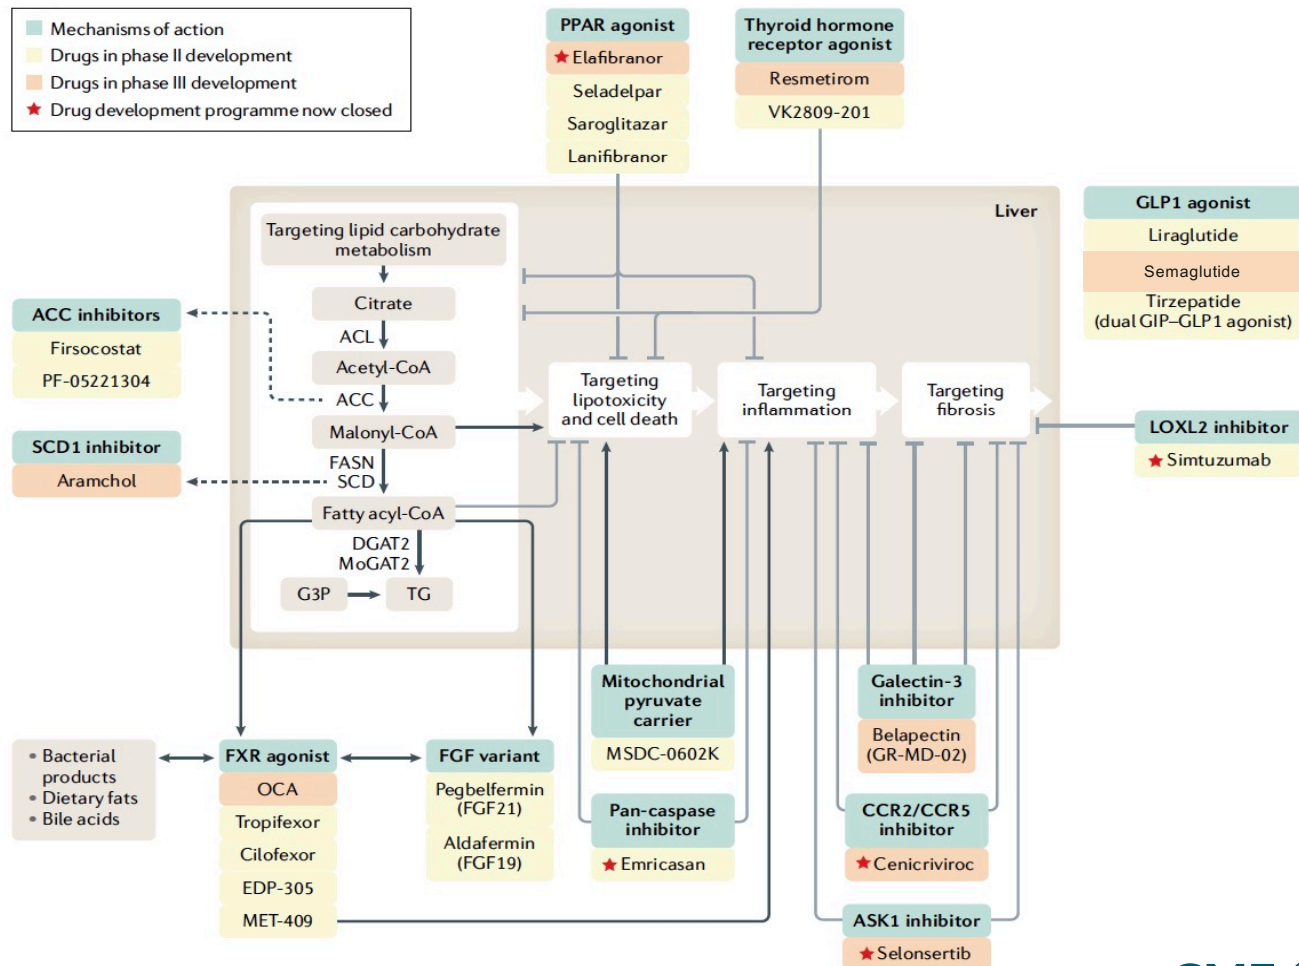 Mechanisms of action
Drugs in phase II development
Drugs in phase III development
Drug development programme now closed
PPAR agonist
Elafibranor
Seladelpar
Saroglitazar
Lanifibranor
Thyroid hormone
receptor agonist
Resmetirom
VK2809-201
Liver
GLP1 agonist
Liraglutide
Semaglutide
Tirzepatide
(dual GIP–GLP1 agonist)
Targeting lipid carbohydrate
metabolism
Citrate
ACL
Acetyl-CoA
ACC
Malonyl-CoA
FASN
SCD
Fatty acyl-CoA
DGAT2
MoGAT2
G3P
TG
ACC inhibitors
Firsocostat
PF-05221304
SCD1 inhibitor
Aramchol
Targeting
lipotoxicity
and cell death
Targeting
inflammation
Targeting
fibrosis
LOXL2 inhibitor
Simtuzumab
• Bacterial
products
• Dietary fats
• Bile acids
FXR agonist
OCA
Tropifexor
Cilofexor
EDP-305
MET-409
FGF variant
Pegbelfermin
(FGF21)
Aldafermin
(FGF19)
Mitochondrial
pyruvate
carrier
MSDC-0602K
Pan-caspase
inhibitor
Emricasan
Galectin-3
inhibitor
Belapectin
(GR-MD-02)
CCR2/CCR5
inhibitor
Cenicriviroc
ASK1 inhibitor
Selonsertib